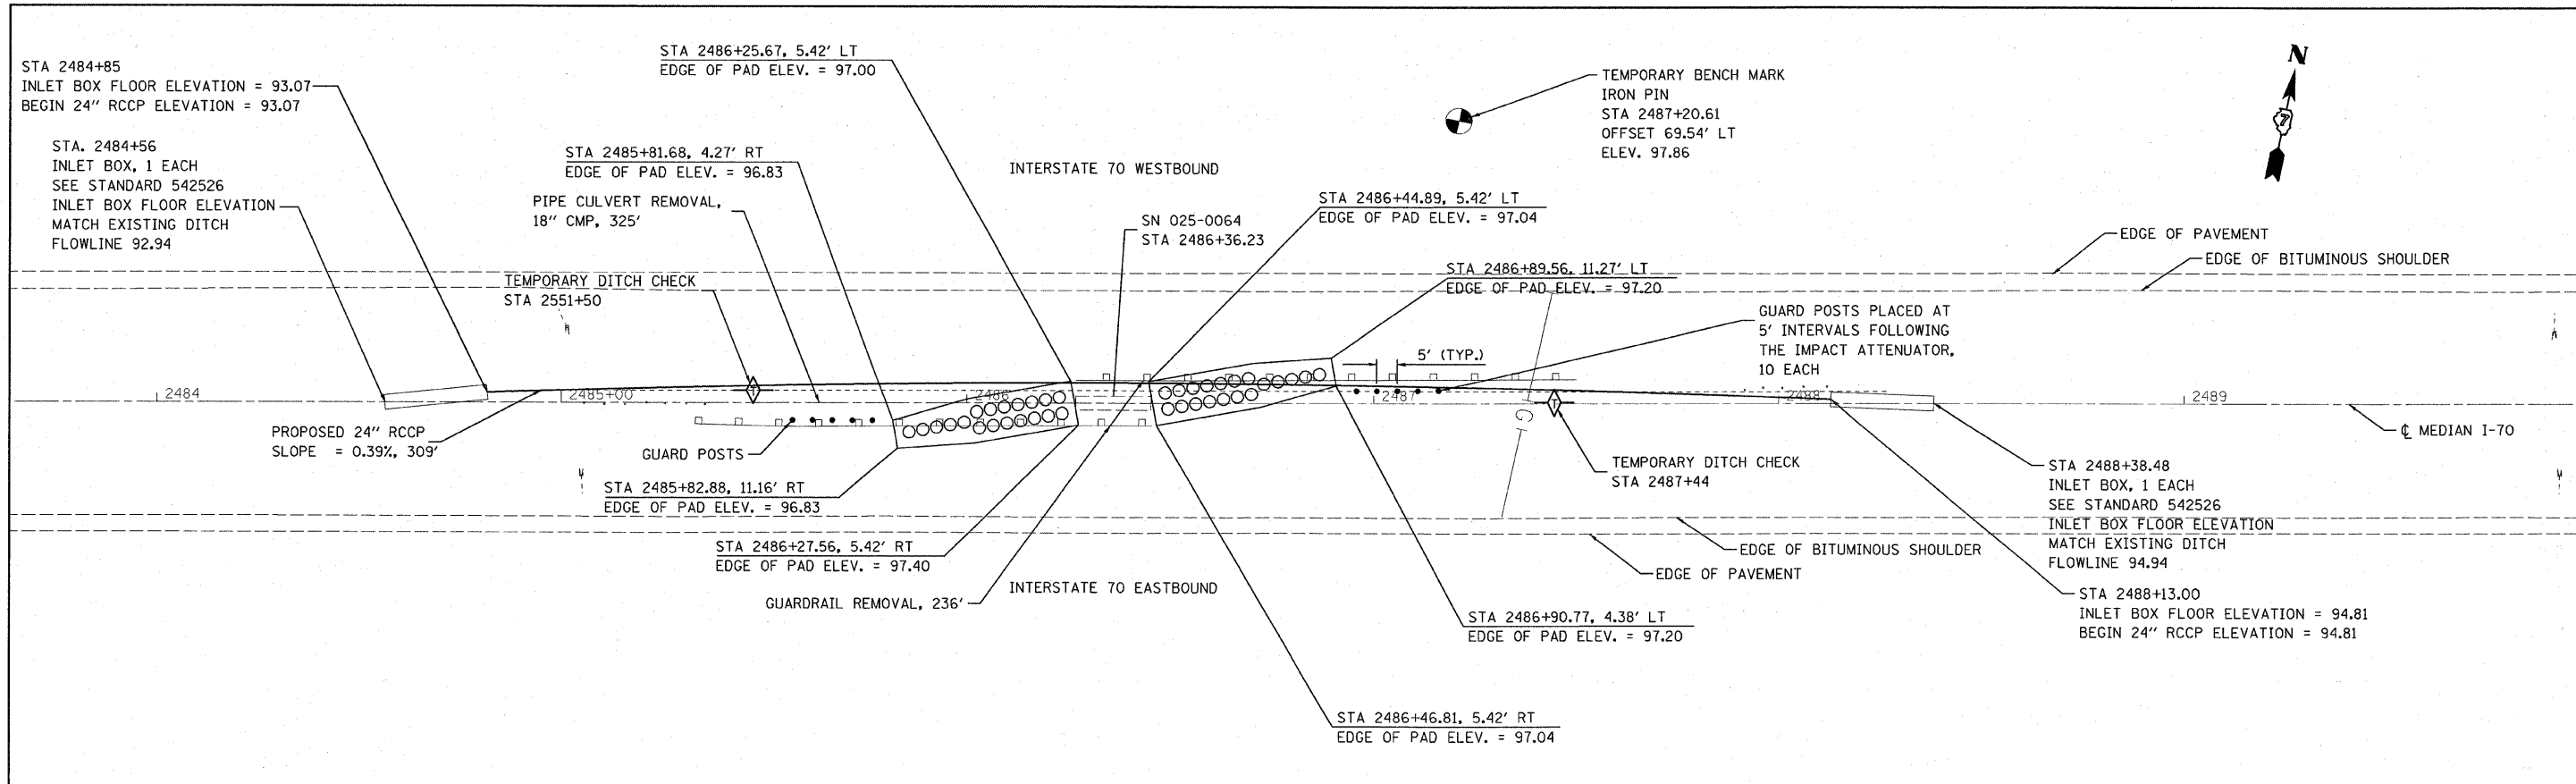 STA 2484+85
INLET BOX FLOOR ELEVATION = 93.07
BEGIN 24" RCCP ELEVATION = 93.07
STA. 2484+56
INLET BOX, 1 EACH
SEE STANDARD 542526
INLET BOX FLOOR ELEVATION
MATCH EXISTING DITCH
FLOWLINE 92.94
STA 2486+25.67, 5.42' LT
EDGE OF PAD ELEV. = 97.00
STA 2485+81.68, 4.27' RT
EDGE OF PAD ELEV. = 96.83
PIPE CULVERT REMOVAL,
18" CMP, 325'
TEMPORARY DITCH CHECK
STA 2551+50
INTERSTATE 70 WESTBOUND
SN 025-0064
STA 2486+36.23
TEMPORARY BENCH MARK
IRON PIN
STA 2487+20.61
OFFSET 69.54' LT
ELEV. 97.86
STA 2486+44.89, 5.42' LT
EDGE OF PAD ELEV. = 97.04
STA 2486+89.56, 11.27' LT
EDGE OF PAD ELEV. = 97.20
N
7
EDGE OF PAVEMENT
EDGE OF BITUMINOUS SHOULDER
GUARD POSTS PLACED AT
5' INTERVALS FOLLOWING
THE IMPACT ATTENUATOR,
10 EACH
5' (TYP.)
2484
2485+00
2486
2487
2488
2489
T
T
G
℄ MEDIAN I-70
PROPOSED 24" RCCP
SLOPE = 0.39%, 309'
GUARD POSTS
STA 2485+82.88, 11.16' RT
EDGE OF PAD ELEV. = 96.83
STA 2486+27.56, 5.42' RT
EDGE OF PAD ELEV. = 97.40
GUARDRAIL REMOVAL, 236'
INTERSTATE 70 EASTBOUND
TEMPORARY DITCH CHECK
STA 2487+44
EDGE OF BITUMINOUS SHOULDER
EDGE OF PAVEMENT
STA 2488+38.48
INLET BOX, 1 EACH
SEE STANDARD 542526
INLET BOX FLOOR ELEVATION
MATCH EXISTING DITCH
FLOWLINE 94.94
STA 2488+13.00
INLET BOX FLOOR ELEVATION = 94.81
BEGIN 24" RCCP ELEVATION = 94.81
STA 2486+90.77, 4.38' LT
EDGE OF PAD ELEV. = 97.20
STA 2486+46.81, 5.42' RT
EDGE OF PAD ELEV. = 97.04